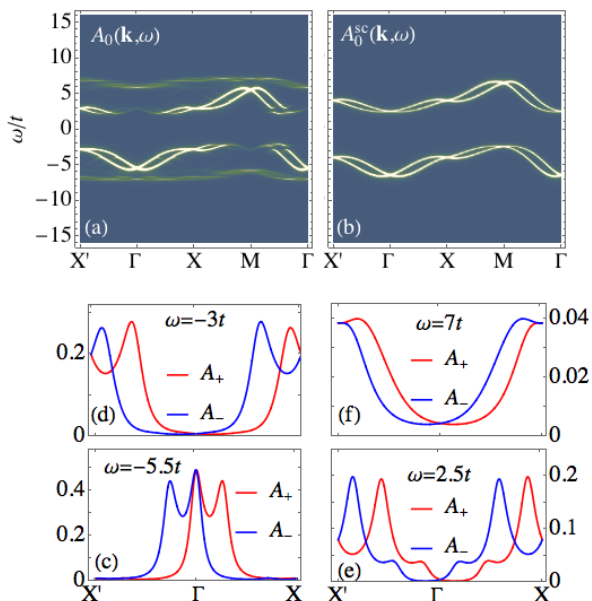 A₀(k,ω)
A₀ˢᶜ(k,ω)
ω/t
15
10
5
0
−5
−10
−15
(a)
(b)
X' Γ X M Γ
X' Γ X M Γ
ω=−3t
A₊
A₋
0.2
0
(d)
ω=7t
A₊
A₋
0.04
0.02
0
(f)
ω=−5.5t
A₊
A₋
0.4
0.2
0
(c)
ω=2.5t
A₊
A₋
0.2
0.1
0
(e)
X' Γ X
X' Γ X